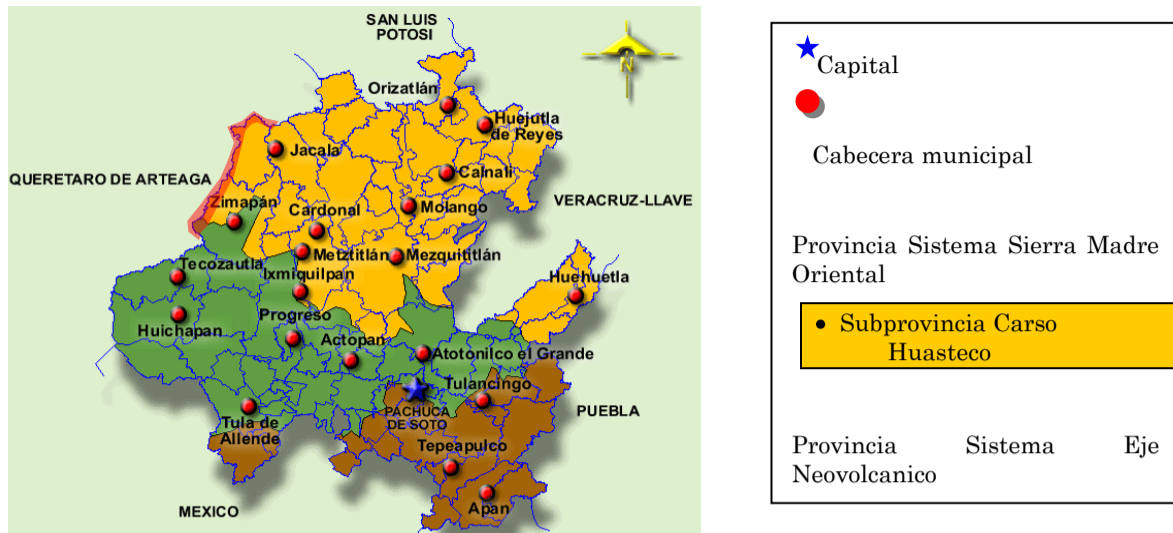 SAN LUIS
POTOSI
N
Orizatlán
Huejutla
de Reyes
Jacala
Calnali
QUERETARO DE ARTEAGA
Zimapán
Cardonal
Molango
VERACRUZ-LLAVE
Metztitlán
Mezquititlán
Tecozautla
Ixmiquilpan
Huehuetla
Progreso
Huichapan
Actopan
Atotonilco el Grande
Tulancingo
PACHUCA
DE SOTO
PUEBLA
Tula de
Allende
Tepeapulco
Apan
MEXICO
Capital
Cabecera municipal
Provincia Sistema Sierra Madre
Oriental
• Subprovincia Carso
Huasteco
Provincia Sistema Eje
Neovolcanico